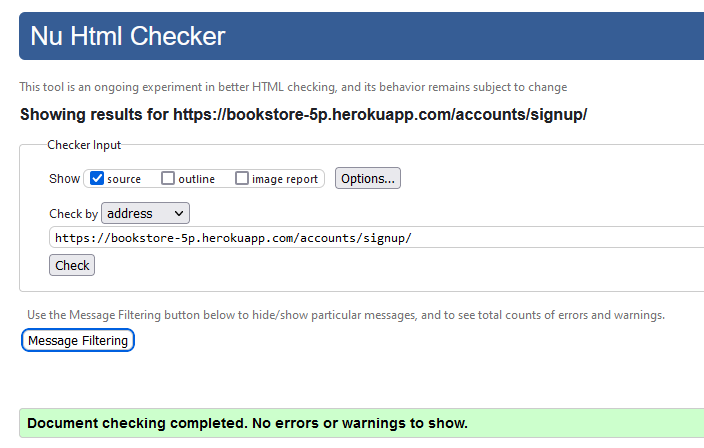 Nu Html Checker
This tool is an ongoing experiment in better HTML checking, and its behavior remains subject to change
Showing results for https://bookstore-5p.herokuapp.com/accounts/signup/
Checker Input
Show source outline image report Options...
Check by address
https://bookstore-5p.herokuapp.com/accounts/signup/
Check
Use the Message Filtering button below to hide/show particular messages, and to see total counts of errors and warnings.
Message Filtering
Document checking completed. No errors or warnings to show.